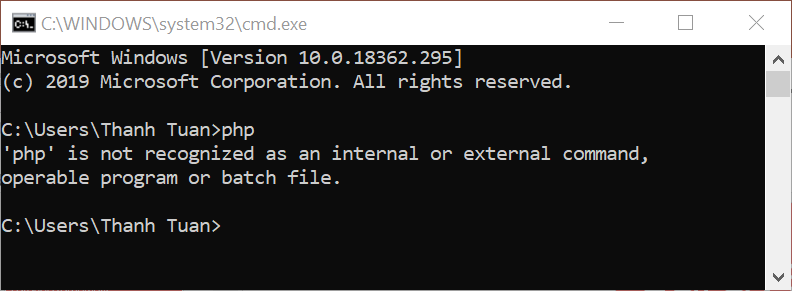 C:\WINDOWS\system32\cmd.exe
Microsoft Windows [Version 10.0.18362.295]
(c) 2019 Microsoft Corporation. All rights reserved.
C:\Users\Thanh Tuan>php
'php' is not recognized as an internal or external command,
operable program or batch file.
C:\Users\Thanh Tuan>